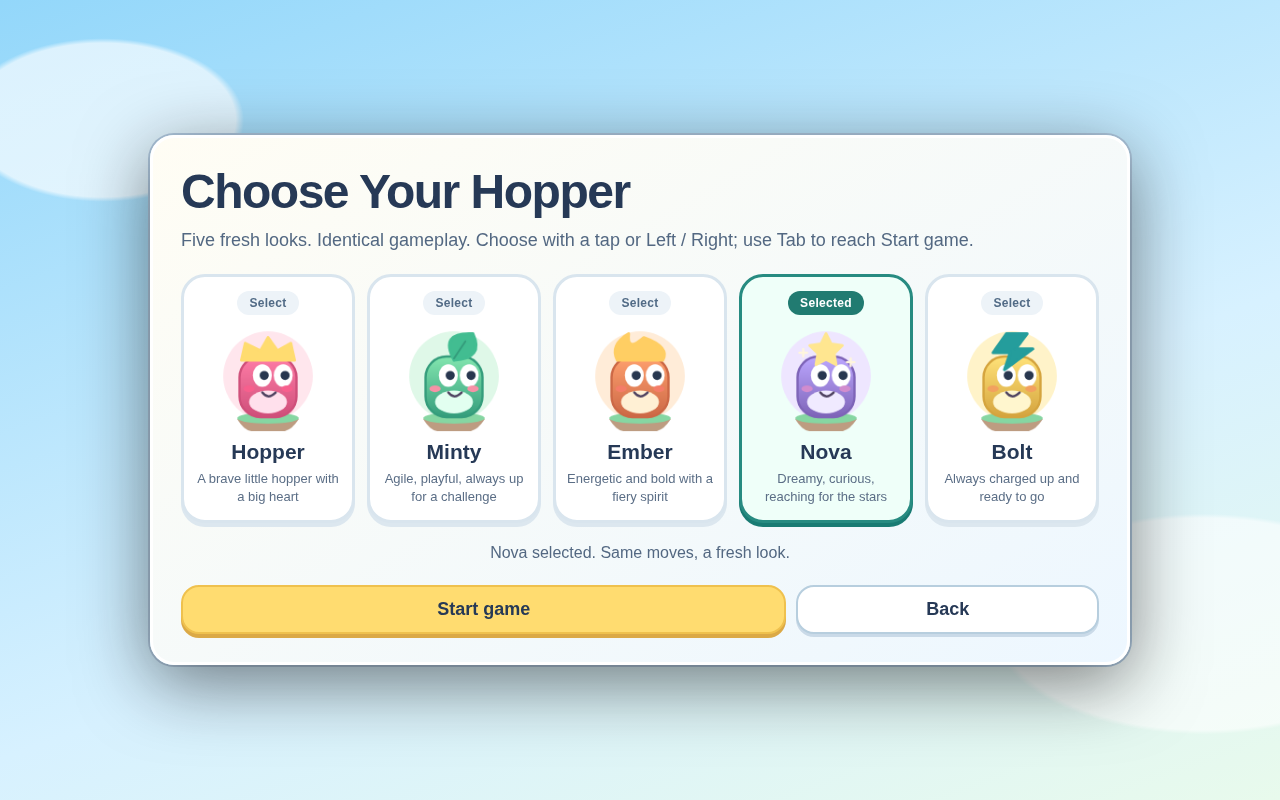 Choose Your Hopper
Five fresh looks. Identical gameplay. Choose with a tap or Left / Right; use Tab to reach Start game.
Select
Hopper
A brave little hopper with
a big heart
Select
Minty
Agile, playful, always up
for a challenge
Select
Ember
Energetic and bold with a
fiery spirit
Selected
Nova
Dreamy, curious,
reaching for the stars
Select
Bolt
Always charged up and
ready to go
Nova selected. Same moves, a fresh look.
Start game
Back